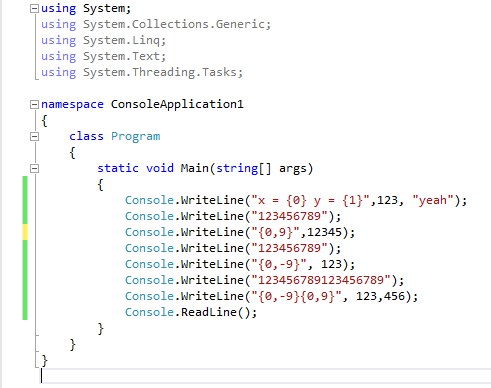 using System;
using System.Collections.Generic;
using System.Linq;
using System.Text;
using System.Threading.Tasks;
namespace ConsoleApplication1
{
class Program
{
static void Main(string[] args)
{
Console.WriteLine("x = {0} y = {1}",123, "yeah");
Console.WriteLine("123456789");
Console.WriteLine("{0,9}",12345);
Console.WriteLine("123456789");
Console.WriteLine("{0,-9}", 123);
Console.WriteLine("123456789123456789");
Console.WriteLine("{0,-9}{0,9}", 123,456);
Console.ReadLine();
}
}
}